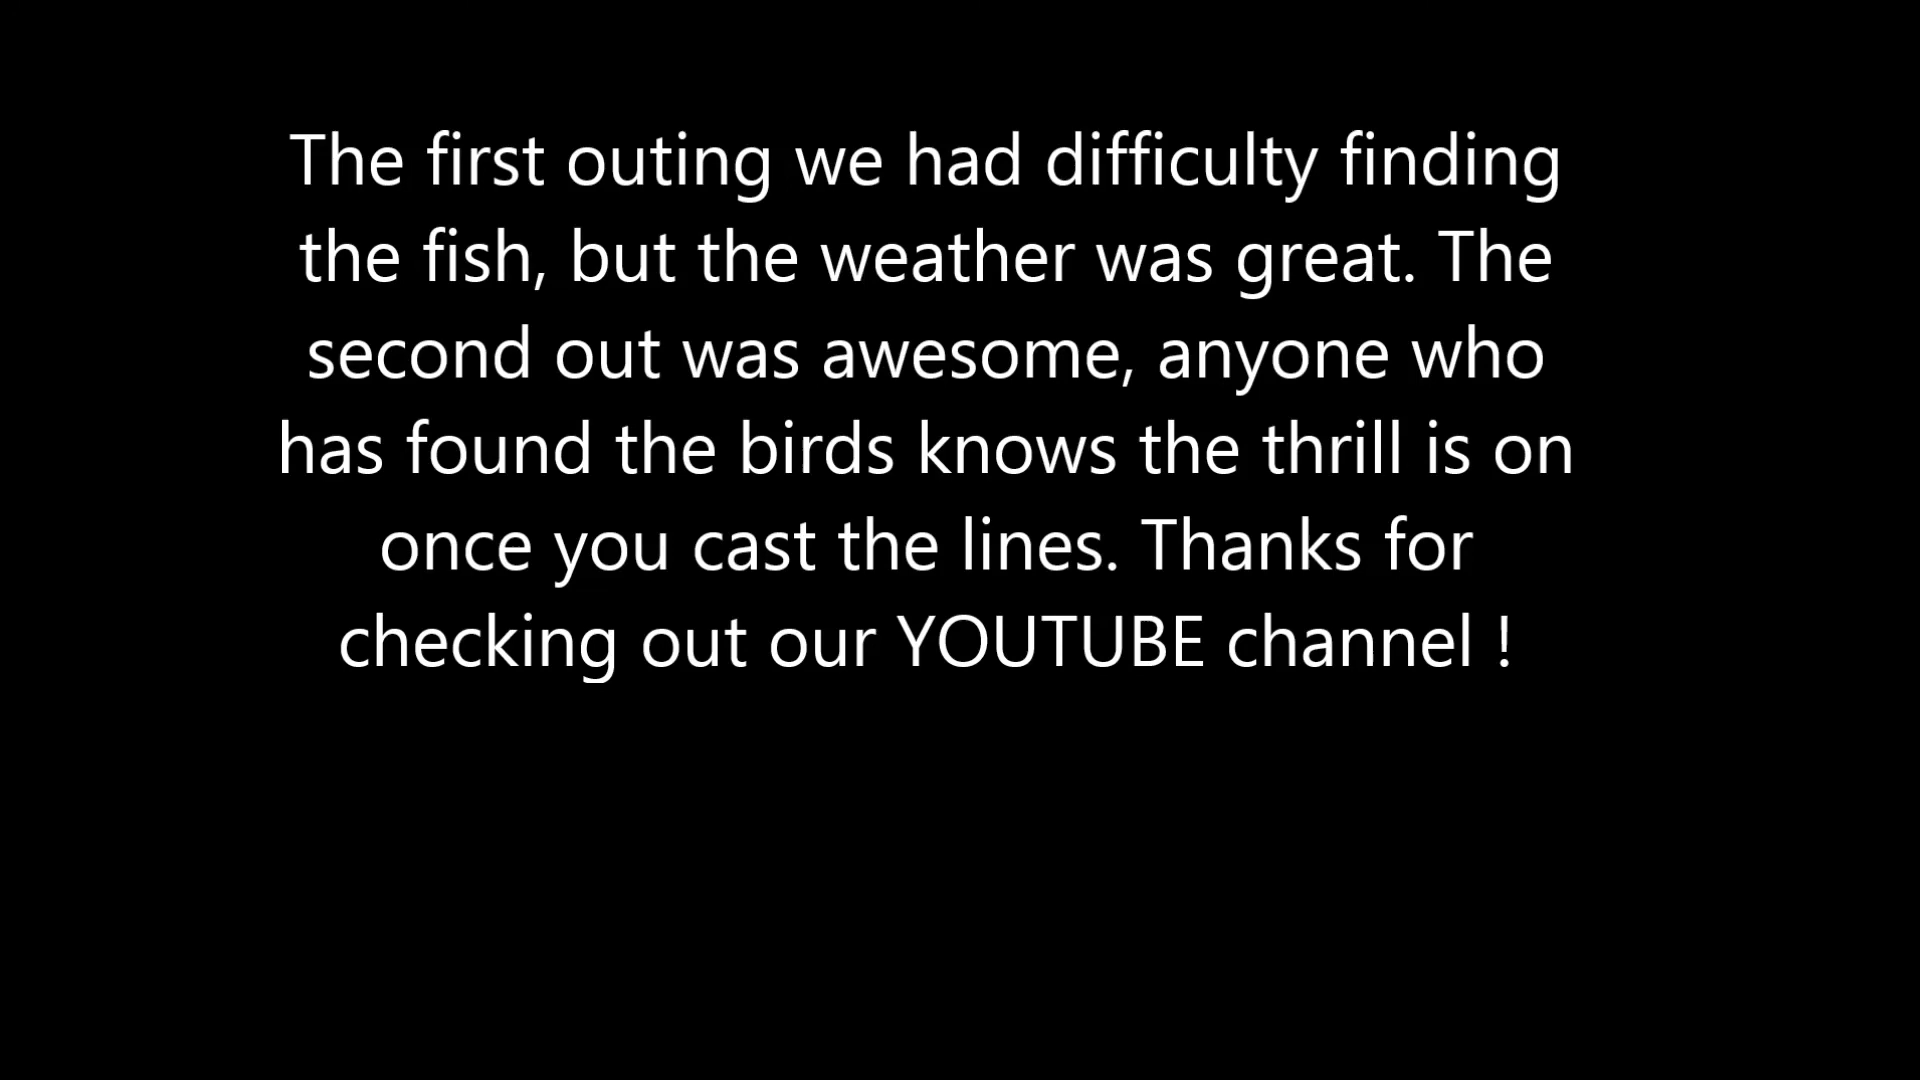 The first outing we had difficulty finding
the fish, but the weather was great. The
second out was awesome, anyone who
has found the birds knows the thrill is on
once you cast the lines. Thanks for
checking out our YOUTUBE channel !